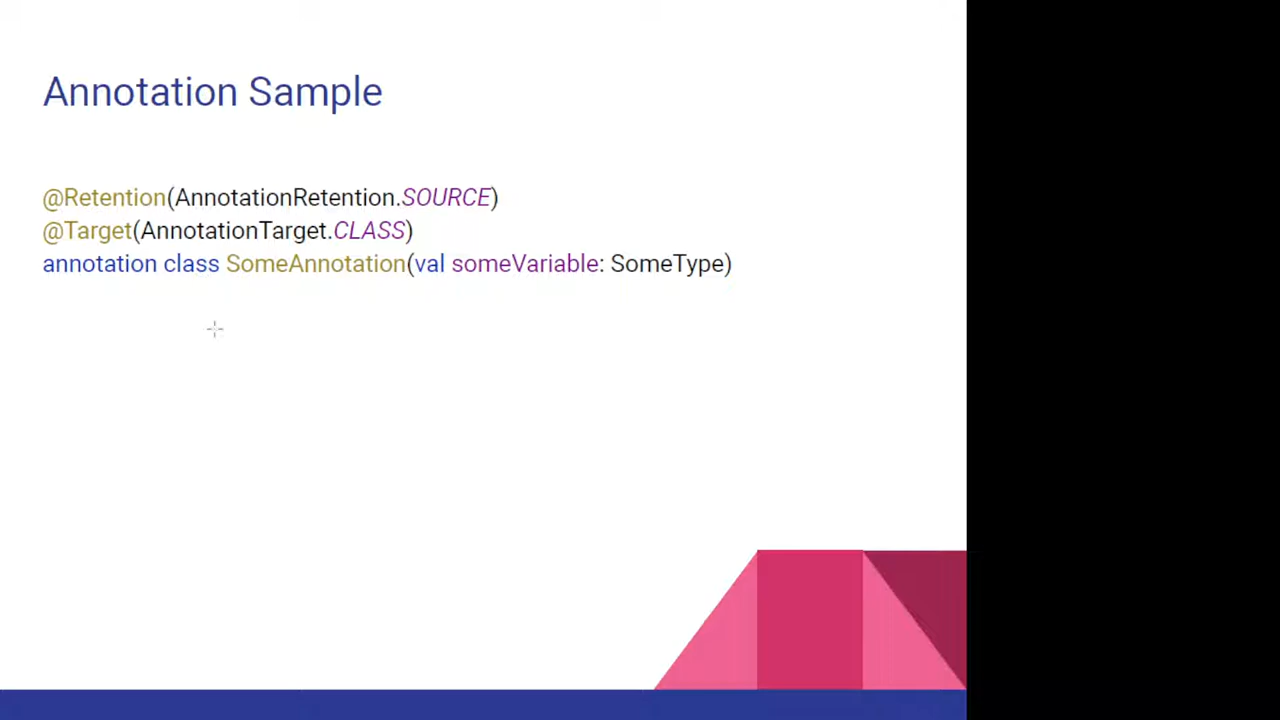 Annotation Sample
@Retention(AnnotationRetention.SOURCE)
@Target(AnnotationTarget.CLASS)
annotation class SomeAnnotation(val someVariable: SomeType)